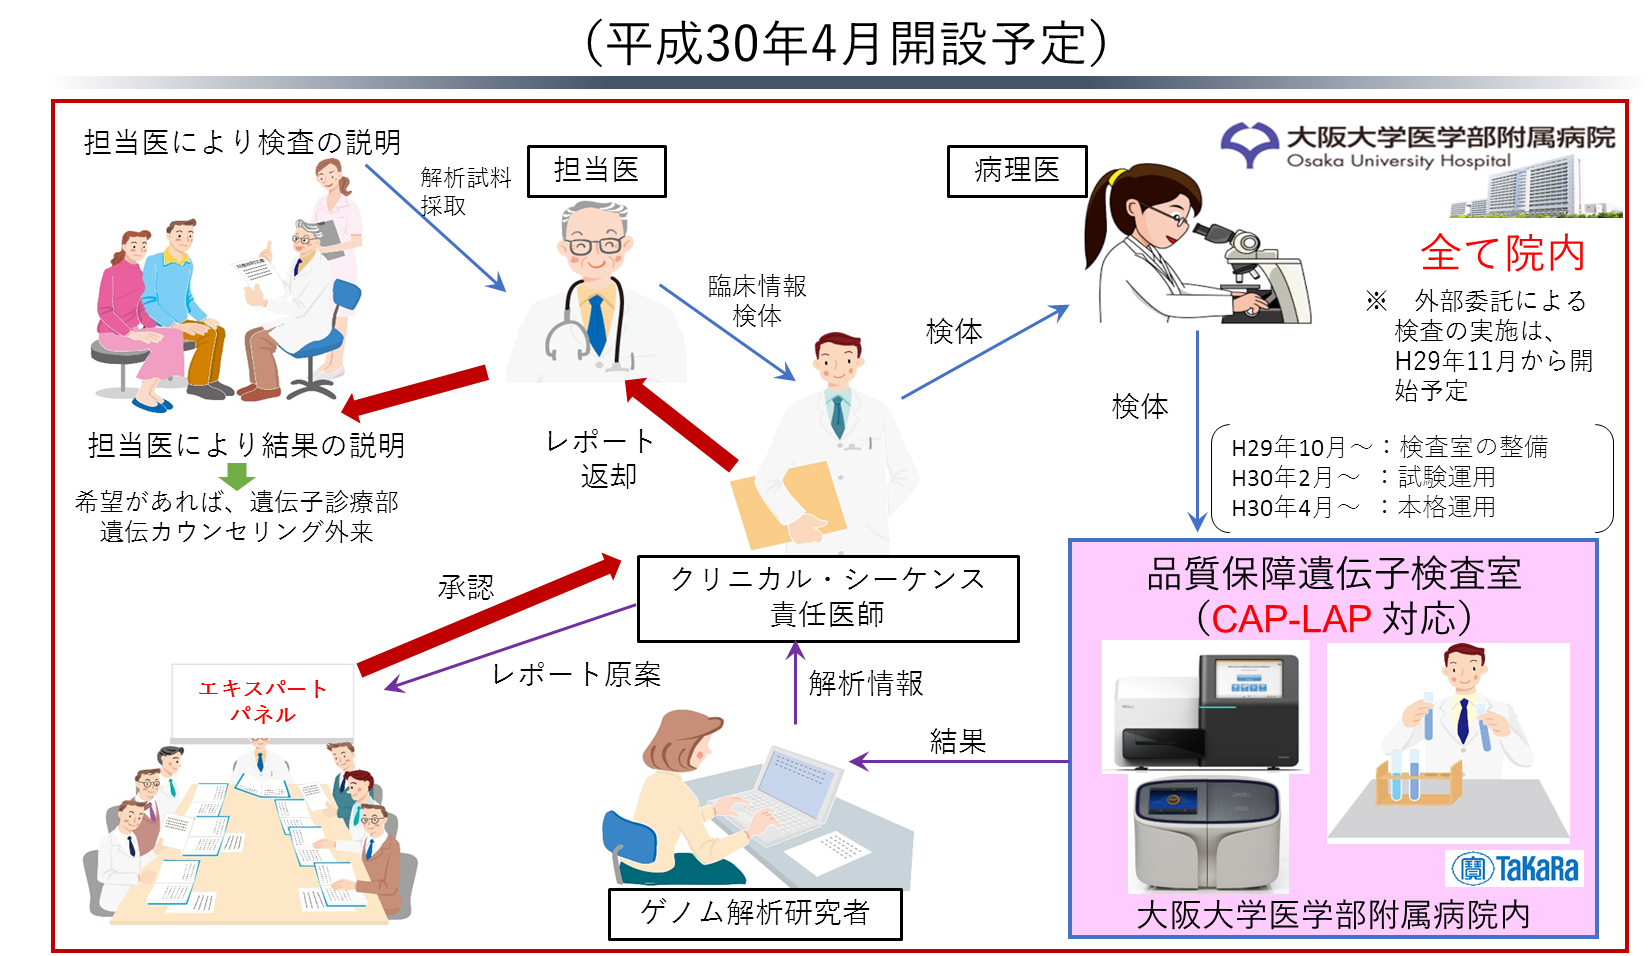 （平成30年4月開設予定）
担当医により検査の説明
解析試料
採取
担当医
病理医
大阪大学医学部附属病院
Osaka University Hospital
全て院内
※　外部委託による
検査の実施は、
H29年11月から開
始予定
臨床情報
検体
検体
検体
レポート
返却
担当医により結果の説明
希望があれば、遺伝子診療部
遺伝カウンセリング外来
H29年10月～：検査室の整備
H30年2月～ ：試験運用
H30年4月～ ：本格運用
承認
クリニカル・シーケンス
責任医師
レポート原案
解析情報
エキスパート
パネル
結果
ゲノム解析研究者
品質保障遺伝子検査室
（CAP-LAP 対応）
寶 TaKaRa
大阪大学医学部附属病院内